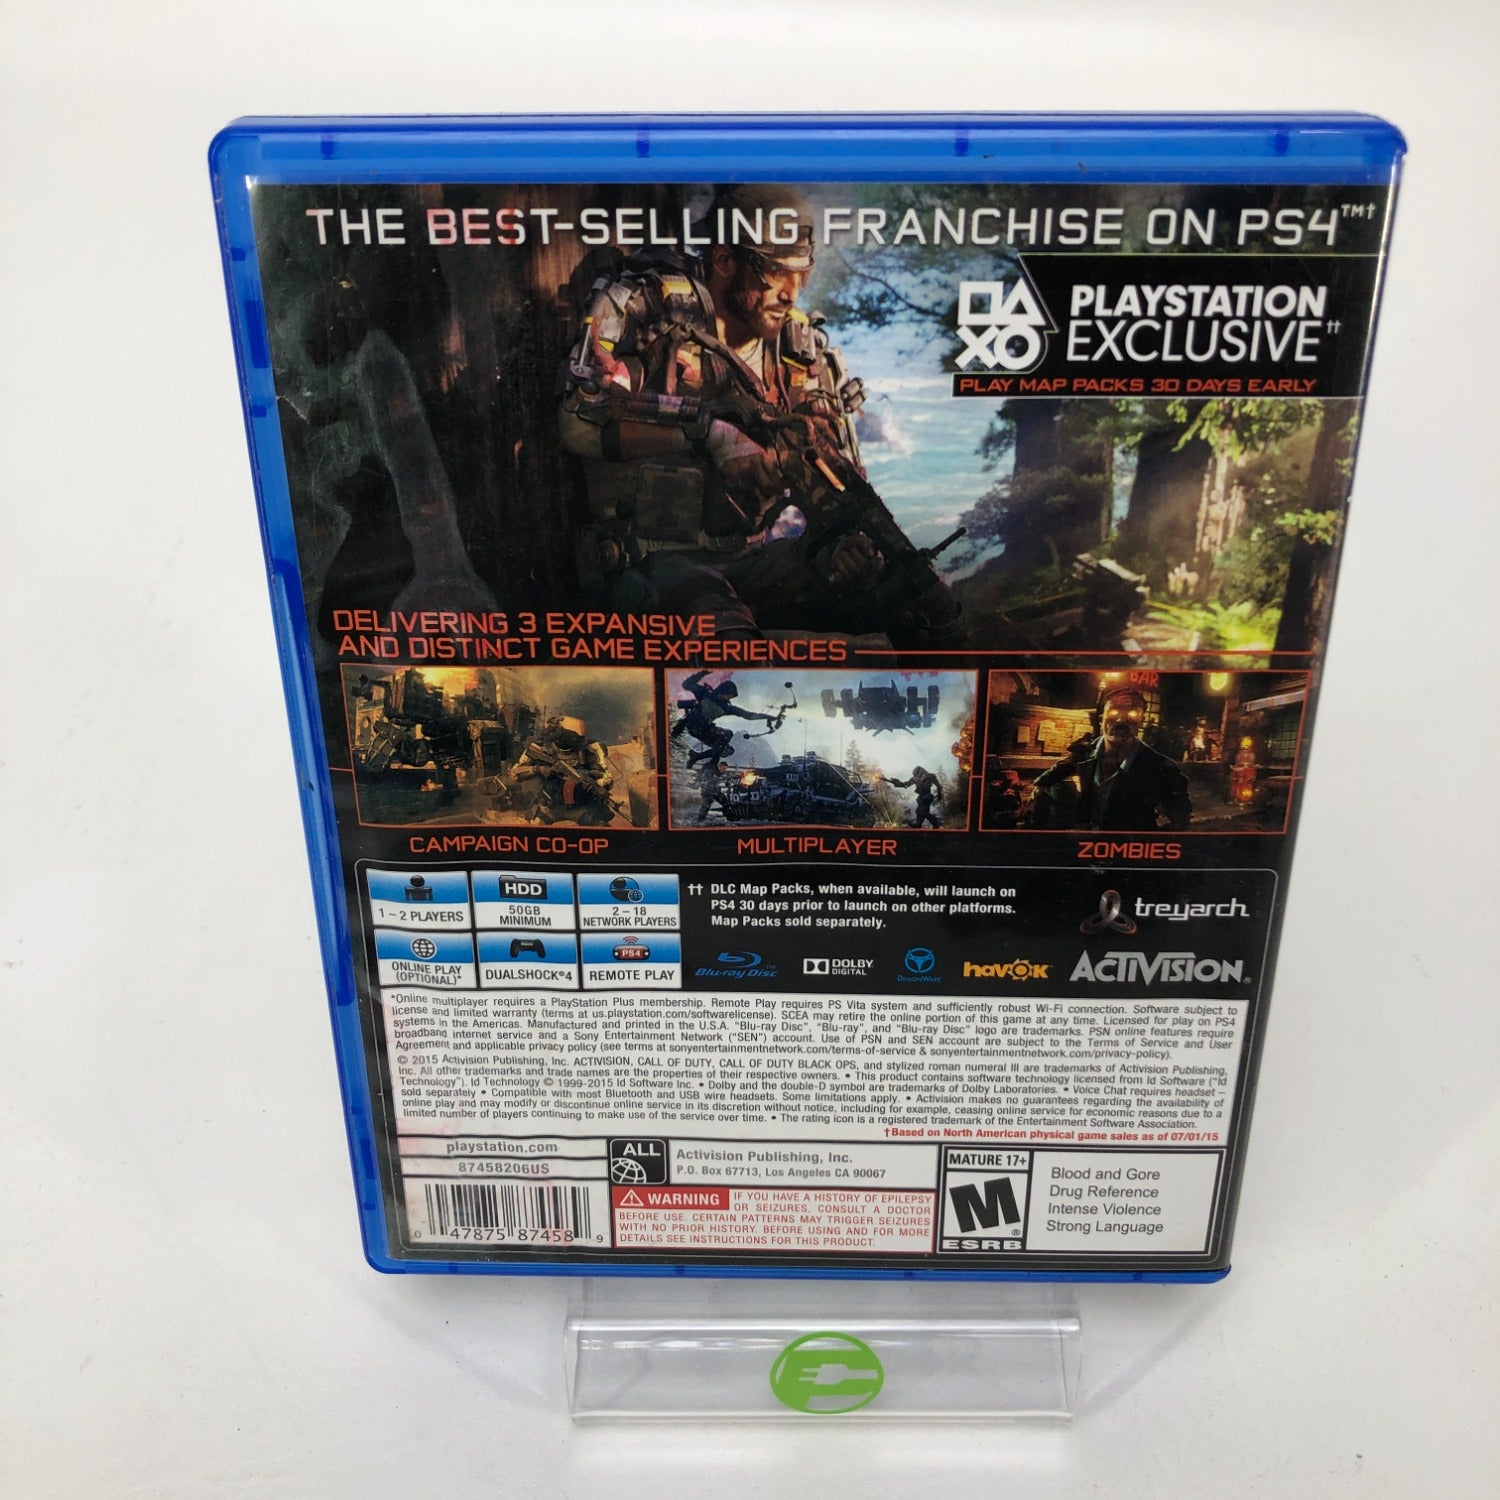 THE BEST-SELLING FRANCHISE ON PS4™†
PLAYSTATION
EXCLUSIVE††
PLAY MAP PACKS 30 DAYS EARLY
DELIVERING 3 EXPANSIVE
AND DISTINCT GAME EXPERIENCES
BAR
CAMPAIGN CO-OP
MULTIPLAYER
ZOMBIES
1 – 2 PLAYERS
HDD
50GB
MINIMUM
2 – 18
NETWORK PLAYERS
ONLINE PLAY
(OPTIONAL)*
DUALSHOCK®4
PS4
REMOTE PLAY
†† DLC Map Packs, when available, will launch on
PS4 30 days prior to launch on other platforms.
Map Packs sold separately.
treyarch
Blu-ray Disc™
DOLBY
DIGITAL
DEMONWARE
havok
ACTIVISION®
*Online multiplayer requires a PlayStation Plus membership. Remote Play requires PS Vita system and sufficiently robust Wi-Fi connection. Software subject to
license and limited warranty (terms at us.playstation.com/softwarelicense). SCEA may retire the online portion of this game at any time. Licensed for play on PS4
systems in the Americas. Manufactured and printed in the U.S.A. "Blu-ray Disc", "Blu-ray", and "Blu-ray Disc" logo are trademarks. PSN online features require
broadband internet service and a Sony Entertainment Network ("SEN") account. Use of PSN and SEN account are subject to the Terms of Service and User
Agreement and applicable privacy policy (see terms at sonyentertainmentnetwork.com/terms-of-service & sonyentertainmentnetwork.com/privacy-policy).
© 2015 Activision Publishing, Inc. ACTIVISION, CALL OF DUTY, CALL OF DUTY BLACK OPS, and stylized roman numeral III are trademarks of Activision Publishing,
Inc. All other trademarks and trade names are the properties of their respective owners. • This product contains software technology licensed from Id Software ("Id
Technology"). Id Technology © 1999-2015 Id Software Inc. • Dolby and the double-D symbol are trademarks of Dolby Laboratories. • Voice Chat requires headset –
sold separately • Compatible with most Bluetooth and USB wire headsets. Some limitations apply. • Activision makes no guarantees regarding the availability of
online play and may modify or discontinue online service in its discretion without notice, including for example, ceasing online service for economic reasons due to a
limited number of players continuing to make use of the service over time. • The rating icon is a registered trademark of the Entertainment Software Association.
†Based on North American physical game sales as of 07/01/15
playstation.com
87458206US
0 47875 87458 9
ALL
Activision Publishing, Inc.
P.O. Box 67713, Los Angeles CA 90067
WARNING IF YOU HAVE A HISTORY OF EPILEPSY
OR SEIZURES, CONSULT A DOCTOR
BEFORE USE. CERTAIN PATTERNS MAY TRIGGER SEIZURES
WITH NO PRIOR HISTORY. BEFORE USING AND FOR MORE
DETAILS SEE INSTRUCTIONS FOR THIS PRODUCT.
MATURE 17+
M®
ESRB
Blood and Gore
Drug Reference
Intense Violence
Strong Language